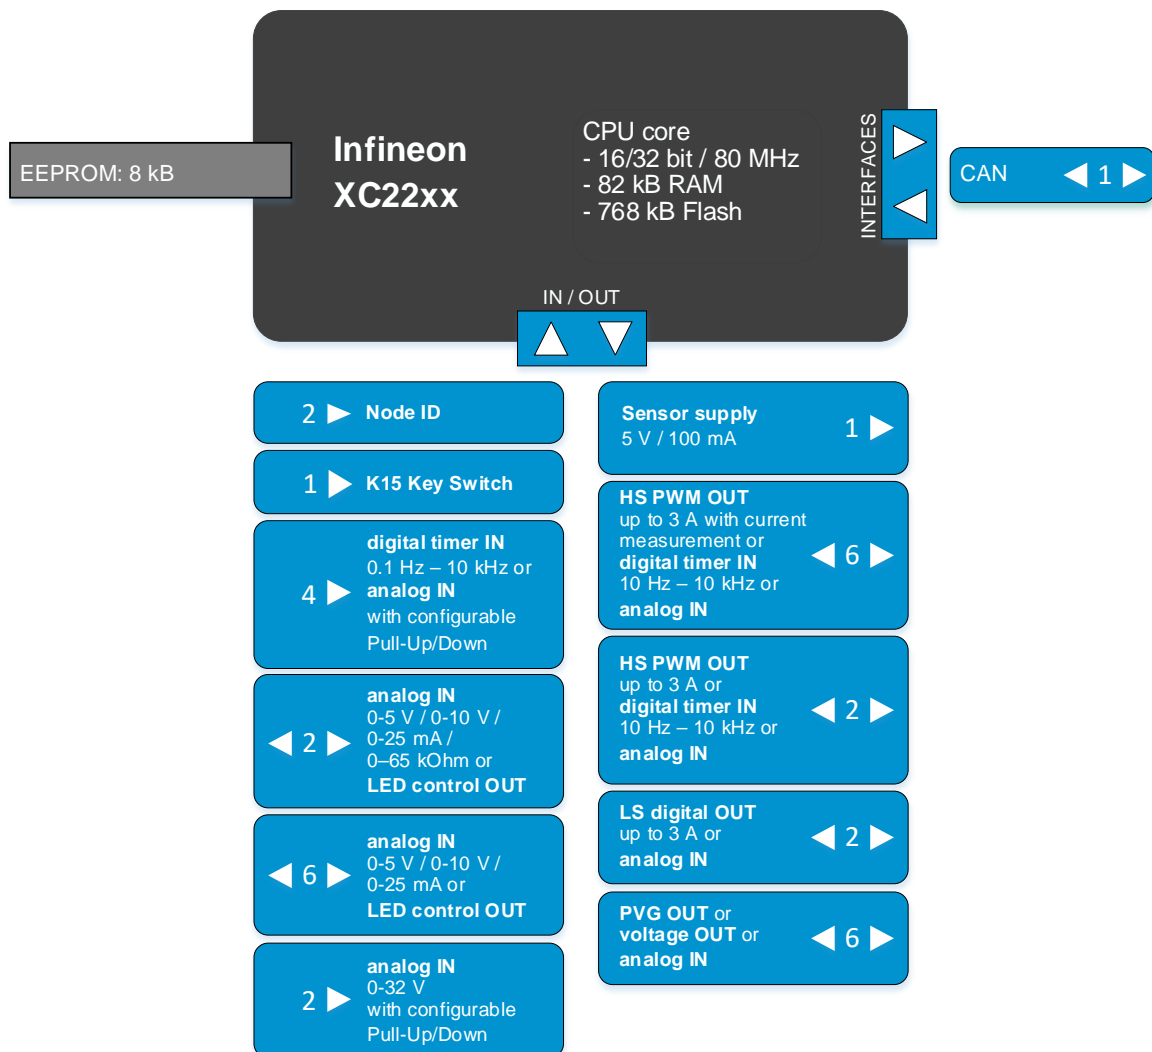 EEPROM: 8 kB
Infineon
XC22xx
CPU core
- 16/32 bit / 80 MHz
- 82 kB RAM
- 768 kB Flash
INTERFACES
CAN 1
IN / OUT
2 Node ID
1 K15 Key Switch
4
digital timer IN
0.1 Hz – 10 kHz or
analog IN
with configurable
Pull-Up/Down
2
analog IN
0-5 V / 0-10 V /
0-25 mA /
0–65 kOhm or
LED control OUT
6
analog IN
0-5 V / 0-10 V /
0-25 mA or
LED control OUT
2
analog IN
0-32 V
with configurable
Pull-Up/Down
Sensor supply
5 V / 100 mA
1
HS PWM OUT
up to 3 A with current
measurement or
digital timer IN
10 Hz – 10 kHz or
analog IN
6
HS PWM OUT
up to 3 A or
digital timer IN
10 Hz – 10 kHz or
analog IN
2
LS digital OUT
up to 3 A or
analog IN
2
PVG OUT or
voltage OUT or
analog IN
6